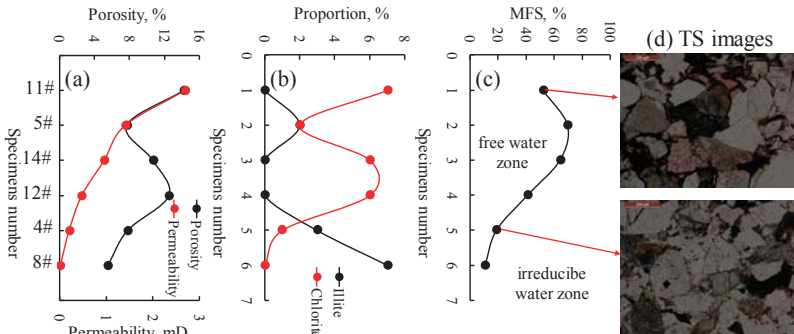 Porosity, %
0 4 8 12 16
(a)
11#
5#
14#
12#
4#
8#
Specimens number
Permeability
Porosity
0 1 2 3
Permeability, mD
Proportion, %
0 2 4 6 8
(b)
1
2
3
4
5
6
7
Specimens number
Chlorite
Illite
MFS, %
0 20 40 60 80 100
(c)
1
2
3
4
5
6
7
Specimens number
free water
zone
irreducibe
water zone
(d) TS images